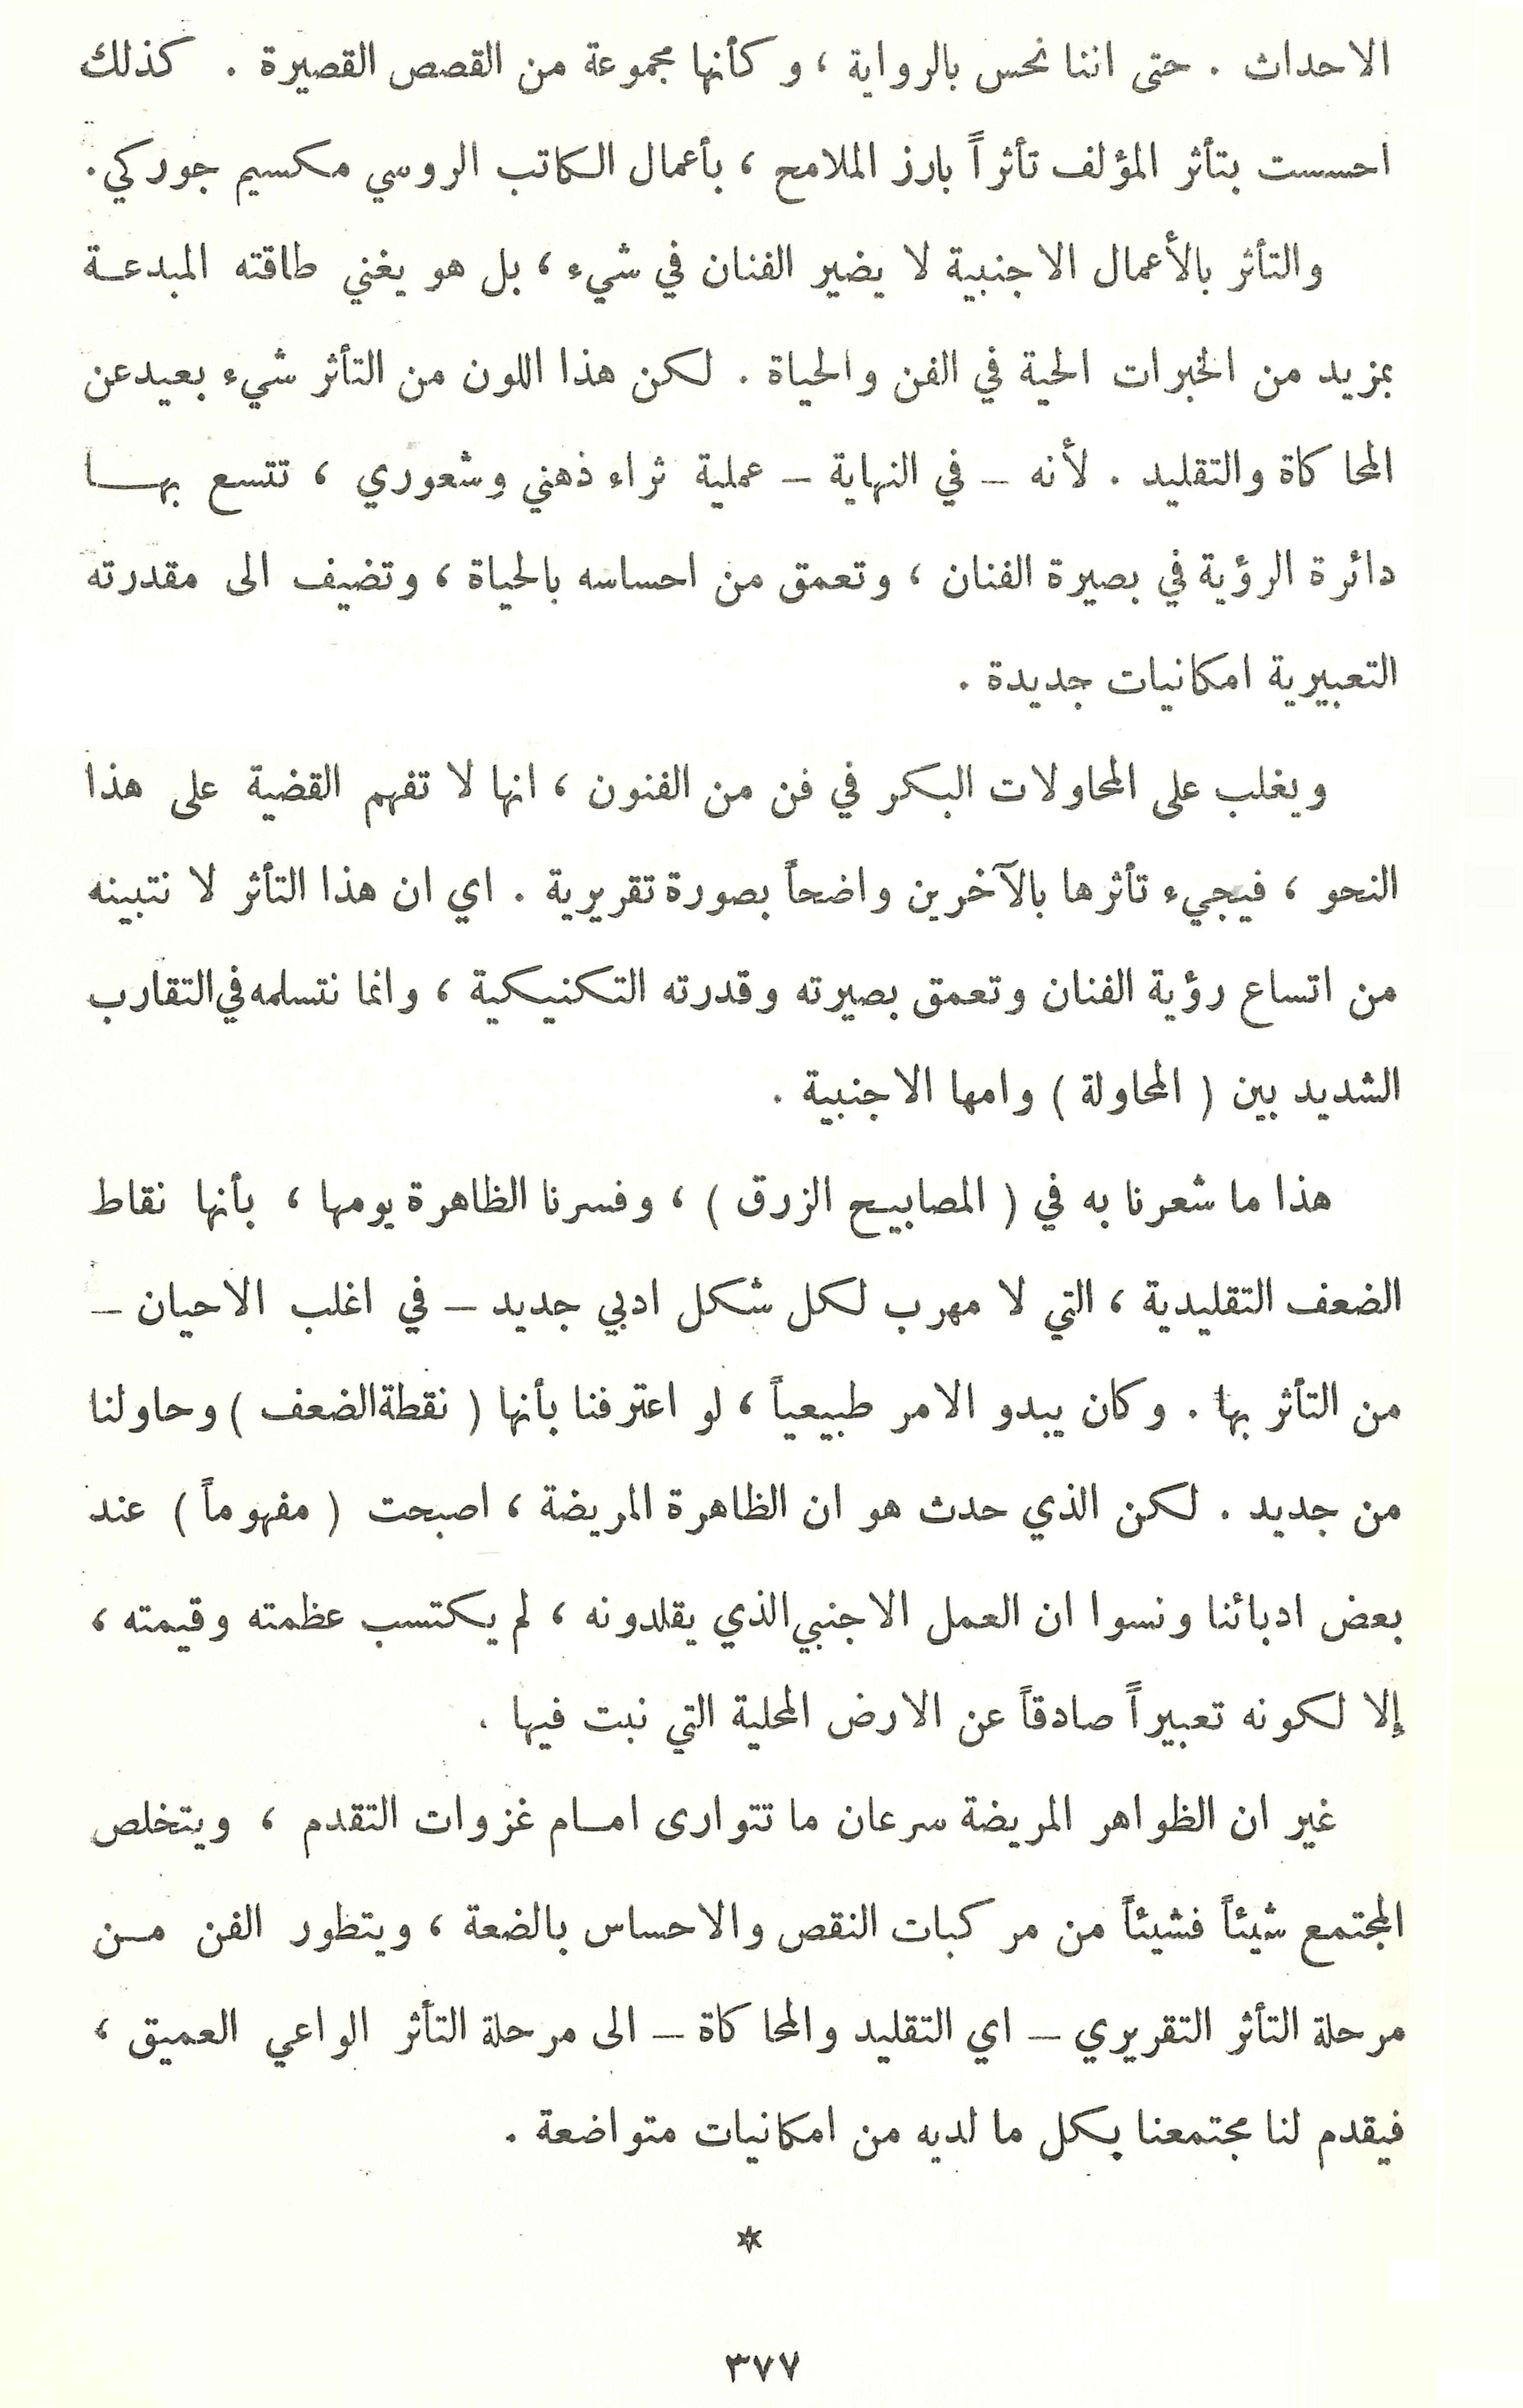 الاحداث . حتى اننا نحس بالرواية ، وكأنها مجموعة من القصص القصيرة . كذلك
احسست بتأثر المؤلف تأثراً بارز الملامح ، بأعمال الكاتب الروسي مكسيم جوركي .
والتأثر بالأعمال الاجنبية لا يضير الفنان في شيء ، بل هو يغني طاقته المبدعة
بمزيد من الخبرات الحية في الفن والحياة . لكن هذا اللون من التأثر شيء بعيد عن
المحاكاة والتقليد . لأنه – في النهاية – عملية ثراء ذهني وشعوري ، تتسع بها
دائرة الرؤية في بصيرة الفنان ، وتعمق من احساسه بالحياة ، وتضيف الى مقدرته
التعبيرية امكانيات جديدة .
ويغلب على المحاولات البكر في فن من الفنون ، انها لا تفهم القضية على هذا
النحو ، فيجيء تأثرها بالآخرين واضحاً بصورة تقريرية . اي ان هذا التأثر لا نتبينه
من اتساع رؤية الفنان وتعمق بصيرته وقدرته التكنيكية ، وانما نتسلمه في التقارب
الشديد بين ( المحاولة ) وامها الاجنبية .
هذا ما شعرنا به في ( المصابيح الزرق ) ، وفسرنا الظاهرة يومها ، بأنها نقاط
الضعف التقليدية ، التي لا مهرب لكل شكل ادبي جديد – في اغلب الاحيان –
من التأثر بها . وكان يبدو الامر طبيعياً ، لو اعترفنا بأنها ( نقطة الضعف ) وحاولنا
من جديد . لكن الذي حدث هو ان الظاهرة المريضة ، اصبحت ( مفهوماً ) عند
بعض ادبائنا ونسوا ان العمل الاجنبي الذي يقلدونه ، لم يكتسب عظمته وقيمته ،
إلا لكونه تعبيراً صادقاً عن الارض المحلية التي نبت فيها .
غير ان الظواهر المريضة سرعان ما تتوارى امام غزوات التقدم ، ويتخلص
المجتمع شيئاً فشيئاً من مركبات النقص والاحساس بالضعة ، ويتطور الفن من
مرحلة التأثر التقريري – اي التقليد والمحاكاة – الى مرحلة التأثر الواعي العميق ،
فيقدم لنا مجتمعنا بكل ما لديه من امكانيات متواضعة .
*
٣٧٧